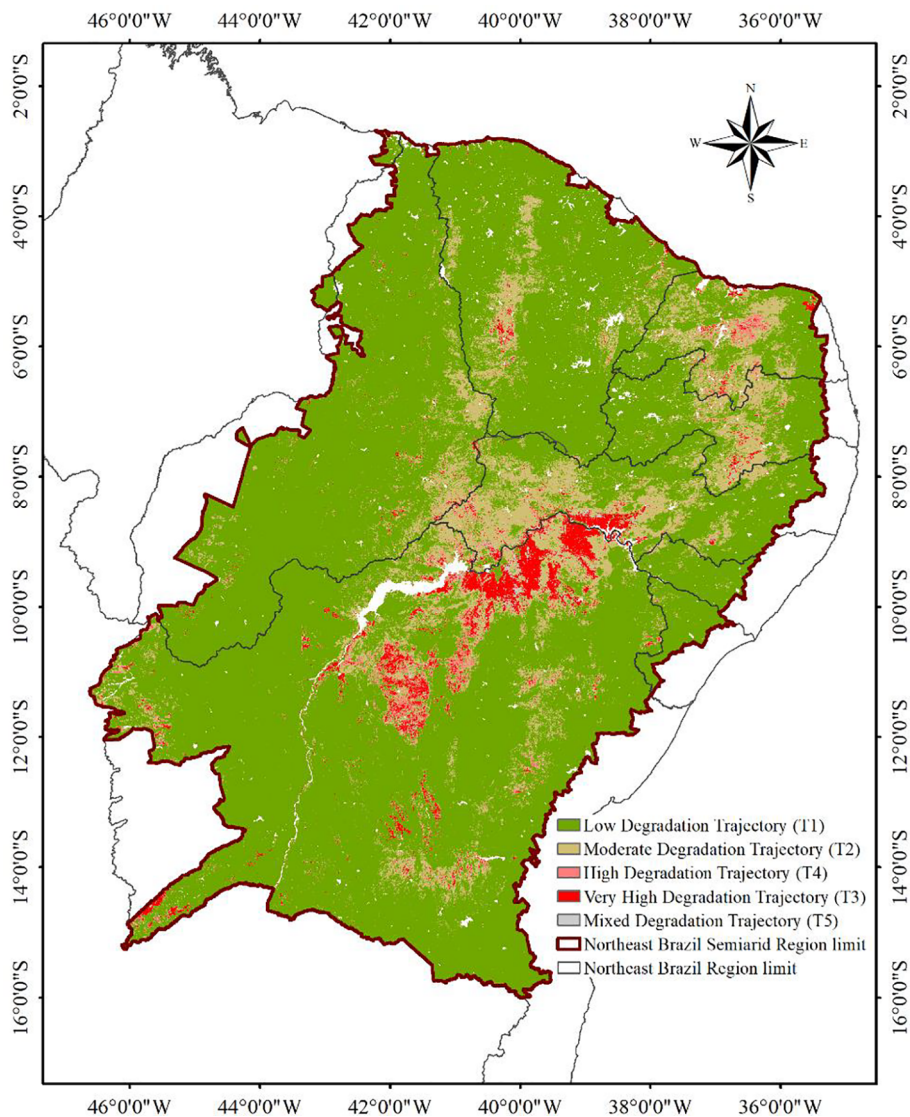 46°0'0"W 44°0'0"W 42°0'0"W 40°0'0"W 38°0'0"W 36°0'0"W
N
W E
S
2°0'0"S 2°0'0"S
4°0'0"S 4°0'0"S
6°0'0"S 6°0'0"S
8°0'0"S 8°0'0"S
10°0'0"S 10°0'0"S
12°0'0"S 12°0'0"S
14°0'0"S 14°0'0"S
16°0'0"S 16°0'0"S
Low Degradation Trajectory (T1)
Moderate Degradation Trajectory (T2)
High Degradation Trajectory (T4)
Very High Degradation Trajectory (T3)
Mixed Degradation Trajectory (T5)
Northeast Brazil Semiarid Region limit
Northeast Brazil Region limit
46°0'0"W 44°0'0"W 42°0'0"W 40°0'0"W 38°0'0"W 36°0'0"W